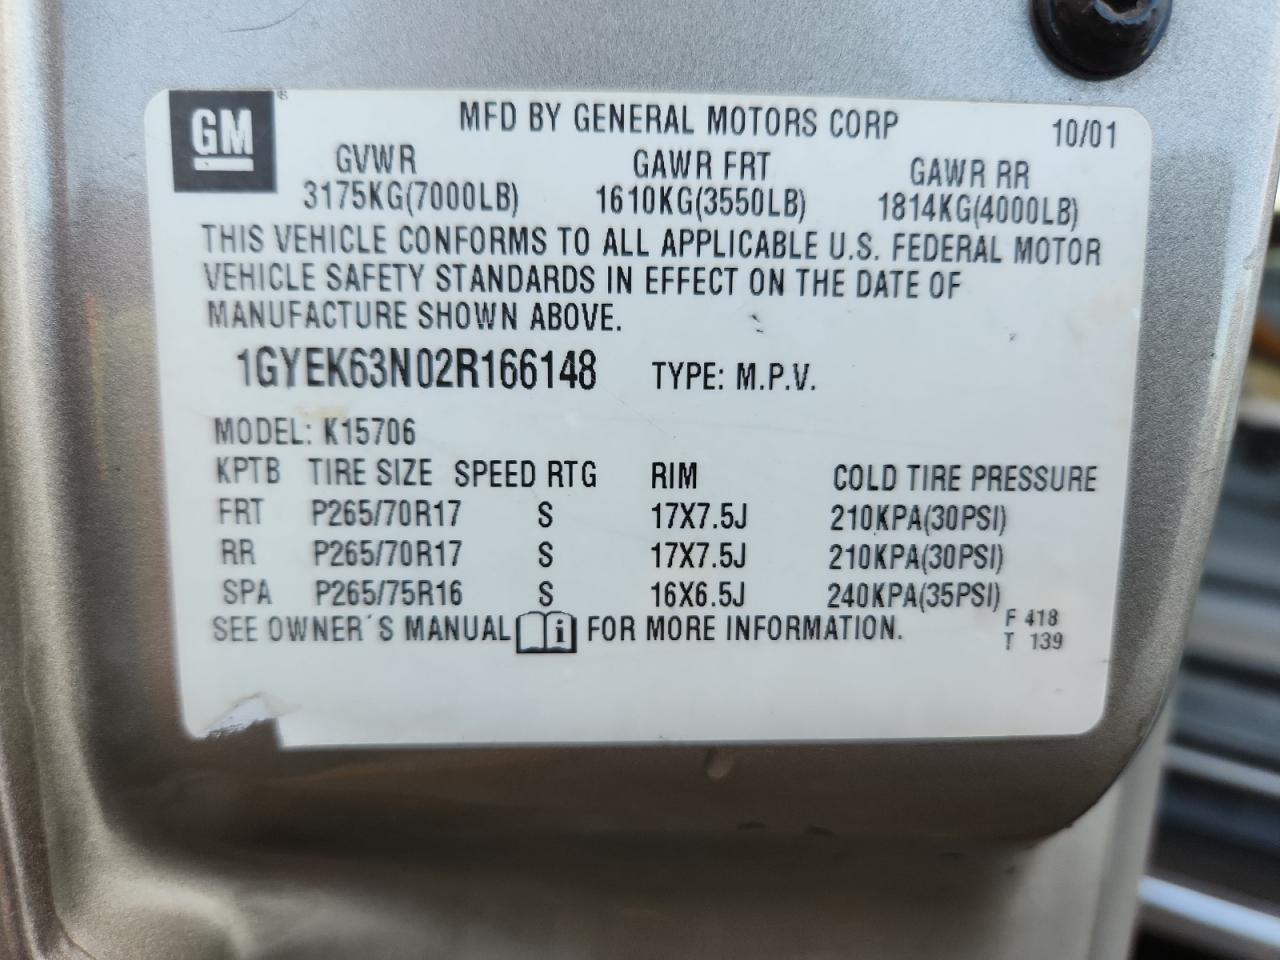 GM®
MFD BY GENERAL MOTORS CORP 10/01
GVWR GAWR FRT GAWR RR
3175KG(7000LB) 1610KG(3550LB) 1814KG(4000LB)
THIS VEHICLE CONFORMS TO ALL APPLICABLE U.S. FEDERAL MOTOR
VEHICLE SAFETY STANDARDS IN EFFECT ON THE DATE OF
MANUFACTURE SHOWN ABOVE.
1GYEK63N02R166148 TYPE: M.P.V.
MODEL: K15706
KPTB TIRE SIZE SPEED RTG RIM COLD TIRE PRESSURE
FRT P265/70R17 S 17X7.5J 210KPA(30PSI)
RR P265/70R17 S 17X7.5J 210KPA(30PSI)
SPA P265/75R16 S 16X6.5J 240KPA(35PSI)
SEE OWNER´S MANUAL i FOR MORE INFORMATION.
F 418
T 139